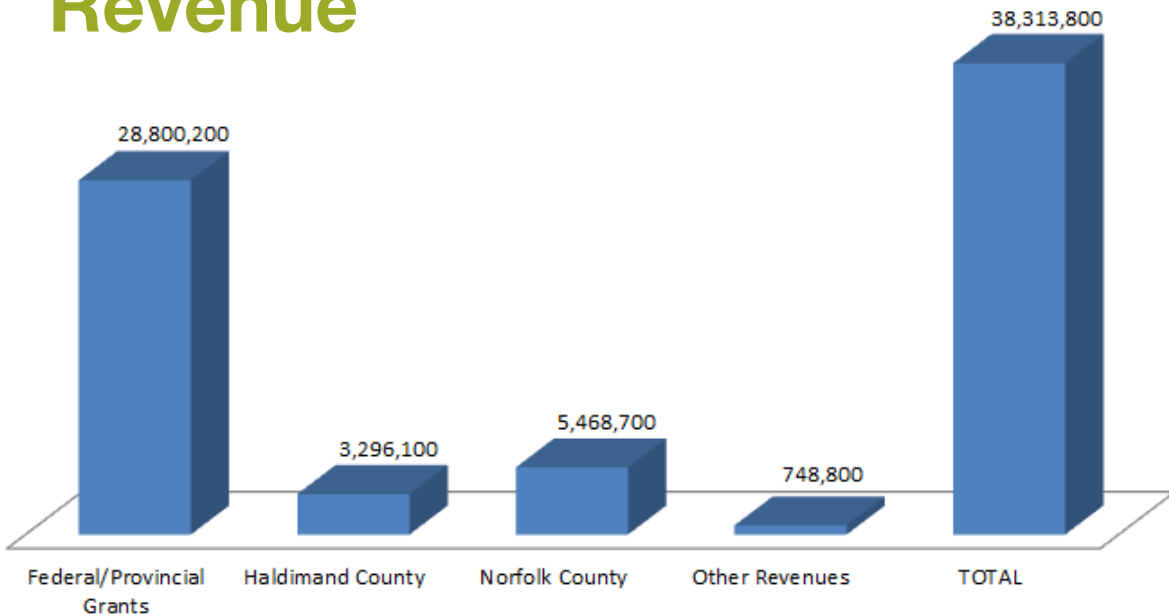 Revenue
38,313,800
28,800,200
3,296,100
5,468,700
748,800
Federal/Provincial
Grants
Haldimand County
Norfolk County
Other Revenues
TOTAL